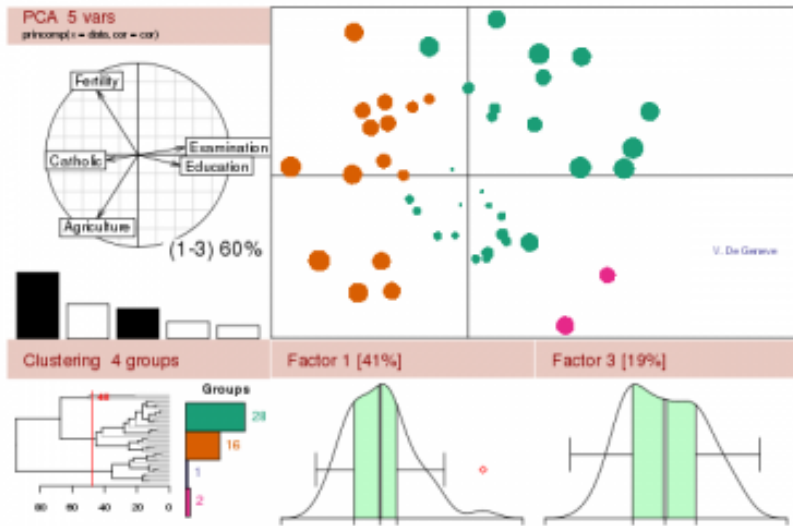 PCA 5 vars
princomp(x = data, cor = cor)
Fertility
Catholic
Examination
Education
Agriculture
(1-3) 60%
V. De Geneve
Clustering 4 groups
Factor 1 [41%]
Factor 3 [19%]
Groups
28
16
1
2
80 60 40 20 0